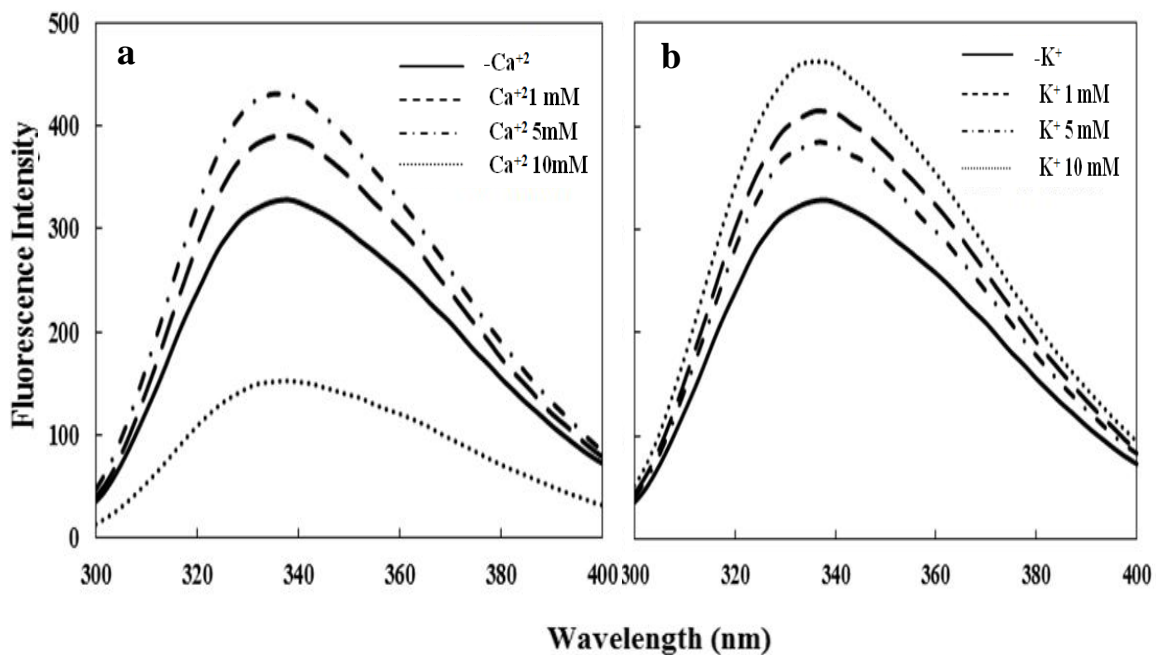 a
-Ca⁺²
Ca⁺²1 mM
Ca⁺² 5mM
Ca⁺² 10mM
b
-K⁺
K⁺ 1 mM
K⁺ 5 mM
K⁺ 10 mM
Fluorescence Intensity
500
400
300
200
100
0
300 320 340 360 380 400
300 320 340 360 380 400
Wavelength (nm)